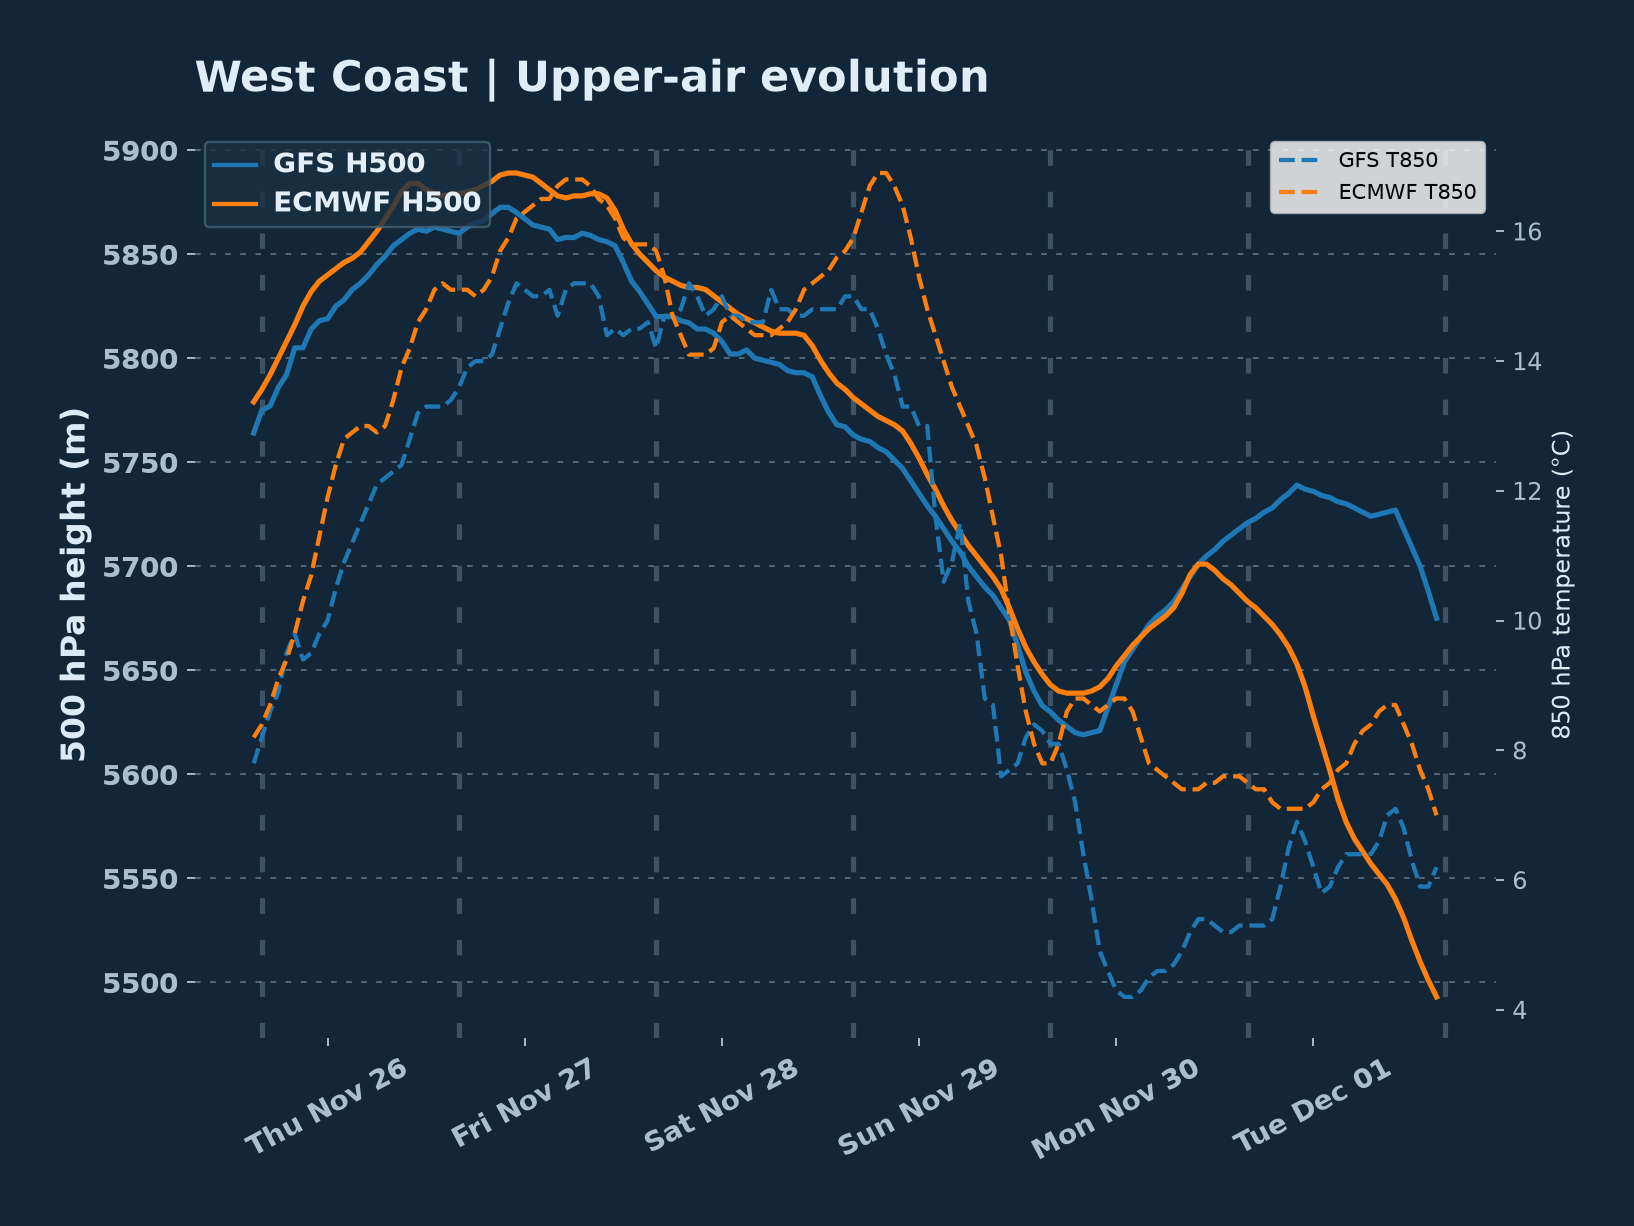 West Coast | Upper-air evolution
GFS H500
ECMWF H500
GFS T850
ECMWF T850
500 hPa height (m)
5900
5850
5800
5750
5700
5650
5600
5550
5500
16
14
12
10
8
6
4
850 hPa temperature (°C)
Thu Nov 26
Fri Nov 27
Sat Nov 28
Sun Nov 29
Mon Nov 30
Tue Dec 01